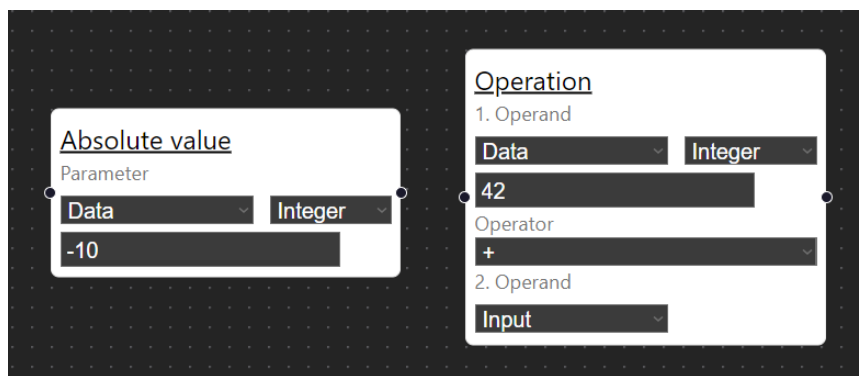 Absolute value
Parameter
Data Integer
-10
Operation
1. Operand
Data Integer
42
Operator
+
2. Operand
Input